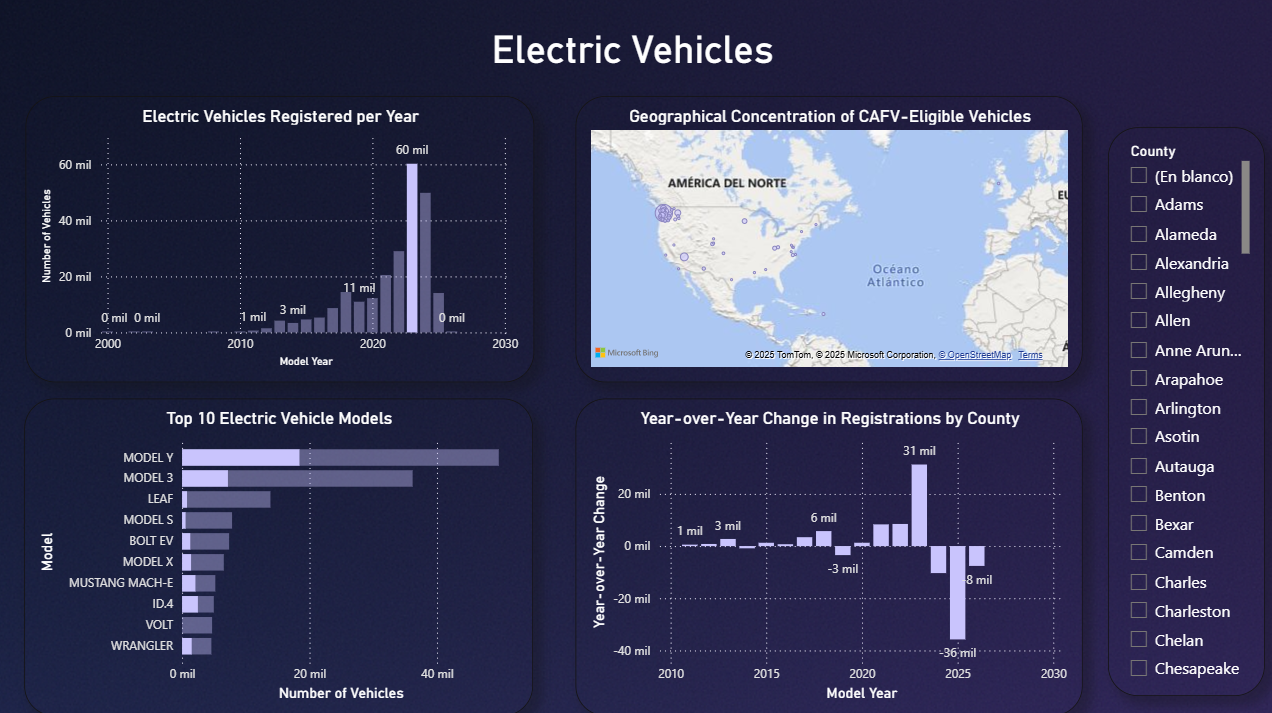 Electric Vehicles
Electric Vehicles Registered per Year
Number of Vehicles
60 mil
40 mil
20 mil
0 mil
0 mil
0 mil
1 mil
3 mil
11 mil
60 mil
0 mil
2000
2010
2020
2030
Model Year
Geographical Concentration of CAFV-Eligible Vehicles
AMÉRICA DEL NORTE
EU
Océano
Atlántico
Á
Microsoft Bing
© 2025 TomTom, © 2025 Microsoft Corporation, © OpenStreetMap Terms
Top 10 Electric Vehicle Models
Model
MODEL Y
MODEL 3
LEAF
MODEL S
BOLT EV
MODEL X
MUSTANG MACH-E
ID.4
VOLT
WRANGLER
0 mil
20 mil
40 mil
Number of Vehicles
Year-over-Year Change in Registrations by County
Year-over-Year Change
20 mil
0 mil
-20 mil
-40 mil
1 mil
3 mil
6 mil
-3 mil
31 mil
-36 mil
-8 mil
2010
2015
2020
2025
2030
Model Year
County
(En blanco)
Adams
Alameda
Alexandria
Allegheny
Allen
Anne Arun...
Arapahoe
Arlington
Asotin
Autauga
Benton
Bexar
Camden
Charles
Charleston
Chelan
Chesapeake